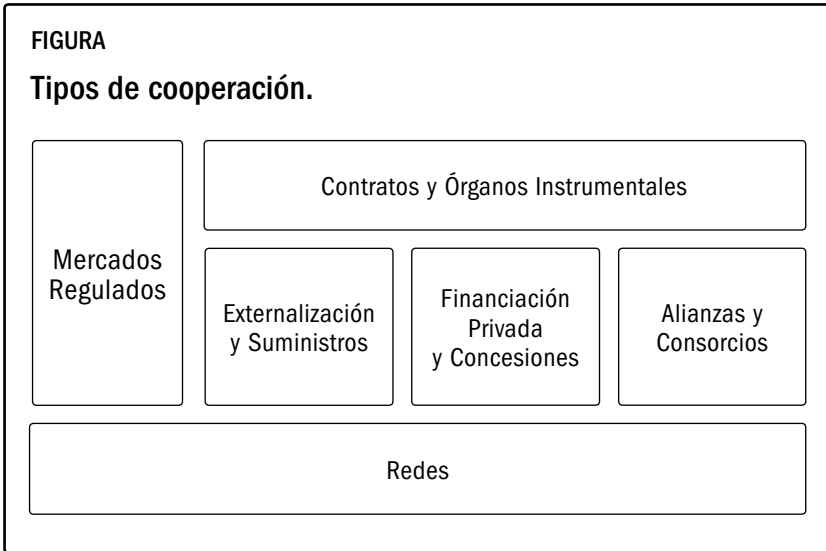 FIGURA
Tipos de cooperación.
Mercados
Regulados
Contratos y Órganos Instrumentales
Externalización
y Suministros
Financiación
Privada
y Concesiones
Alianzas y
Consorcios
Redes